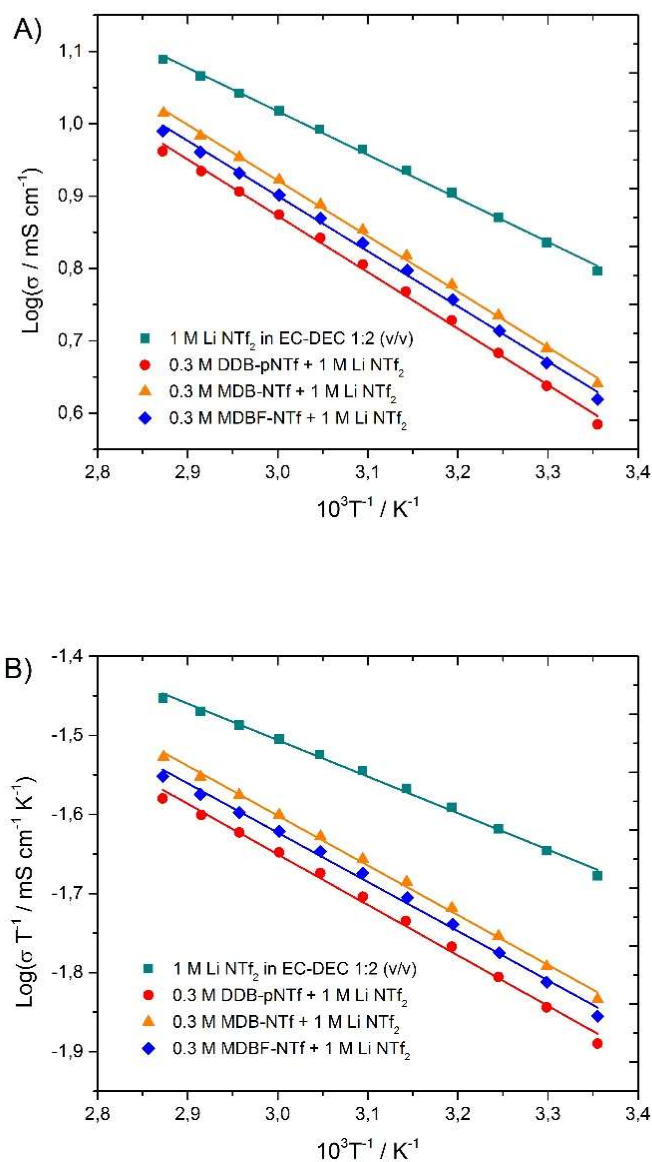 A)
1,1
1,0
0,9
0,8
0,7
0,6
Log(σ / mS cm⁻¹)
1 M Li NTf₂ in EC-DEC 1:2 (v/v)
0.3 M DDB-pNTf + 1 M Li NTf₂
0.3 M MDB-NTf + 1 M Li NTf₂
0.3 M MDBF-NTf + 1 M Li NTf₂
2,8 2,9 3,0 3,1 3,2 3,3 3,4
10³T⁻¹ / K⁻¹
B)
-1,4
-1,5
-1,6
-1,7
-1,8
-1,9
Log(σ T⁻¹ / mS cm⁻¹ K⁻¹)
1 M Li NTf₂ in EC-DEC 1:2 (v/v)
0.3 M DDB-pNTf + 1 M Li NTf₂
0.3 M MDB-NTf + 1 M Li NTf₂
0.3 M MDBF-NTf + 1 M Li NTf₂
2,8 2,9 3,0 3,1 3,2 3,3 3,4
10³T⁻¹ / K⁻¹